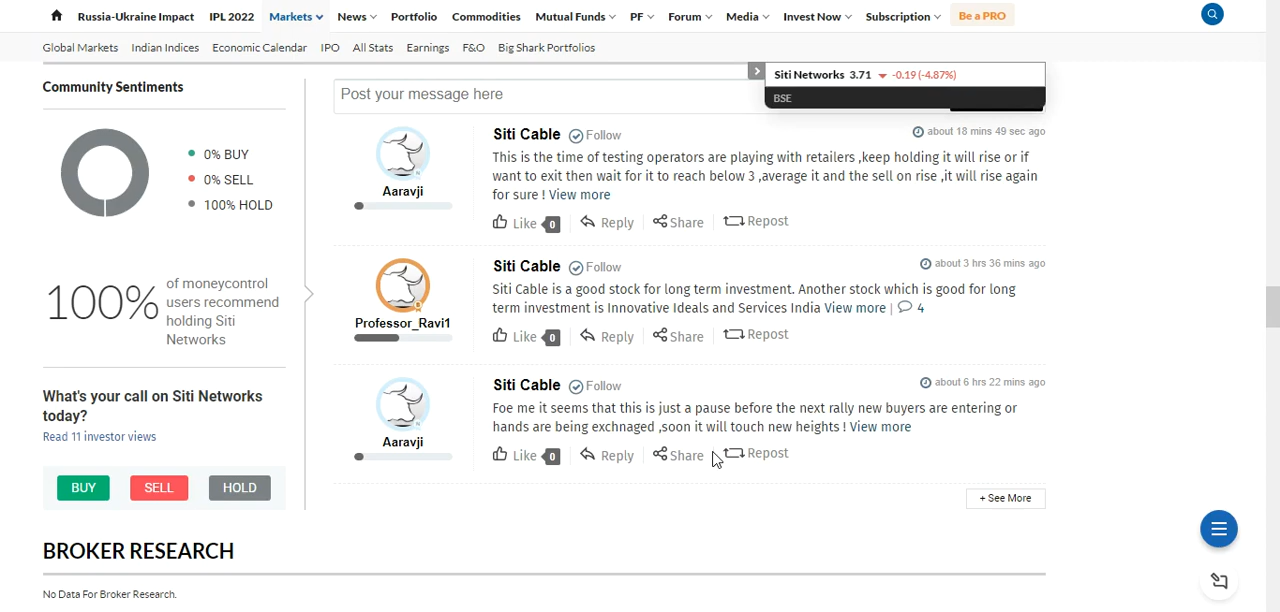 Russia-Ukraine Impact IPL 2022 Markets News Portfolio Commodities Mutual Funds PF Forum Media Invest Now Subscription Be a PRO
Global Markets Indian Indices Economic Calendar IPO All Stats Earnings F&O Big Shark Portfolios
Siti Networks 3.71 -0.19 (-4.87%)
BSE
Community Sentiments
0% BUY
0% SELL
100% HOLD
100%
of moneycontrol
users recommend
holding Siti
Networks
What's your call on Siti Networks
today?
Read 11 investor views
BUY SELL HOLD
Post your message here
Siti Cable Follow
about 18 mins 49 sec ago
Aaravji
This is the time of testing operators are playing with retailers ,keep holding it will rise or if
want to exit then wait for it to reach below 3 ,average it and the sell on rise ,it will rise again
for sure ! View more
Like 0 Reply Share Repost
Siti Cable Follow
about 3 hrs 36 mins ago
Professor_Ravi1
Siti Cable is a good stock for long term investment. Another stock which is good for long
term investment is Innovative Ideals and Services India View more | 4
Like 0 Reply Share Repost
Siti Cable Follow
about 6 hrs 22 mins ago
Aaravji
Foe me it seems that this is just a pause before the next rally new buyers are entering or
hands are being exchnaged ,soon it will touch new heights ! View more
Like 0 Reply Share Repost
+ See More
BROKER RESEARCH
No Data For Broker Research.